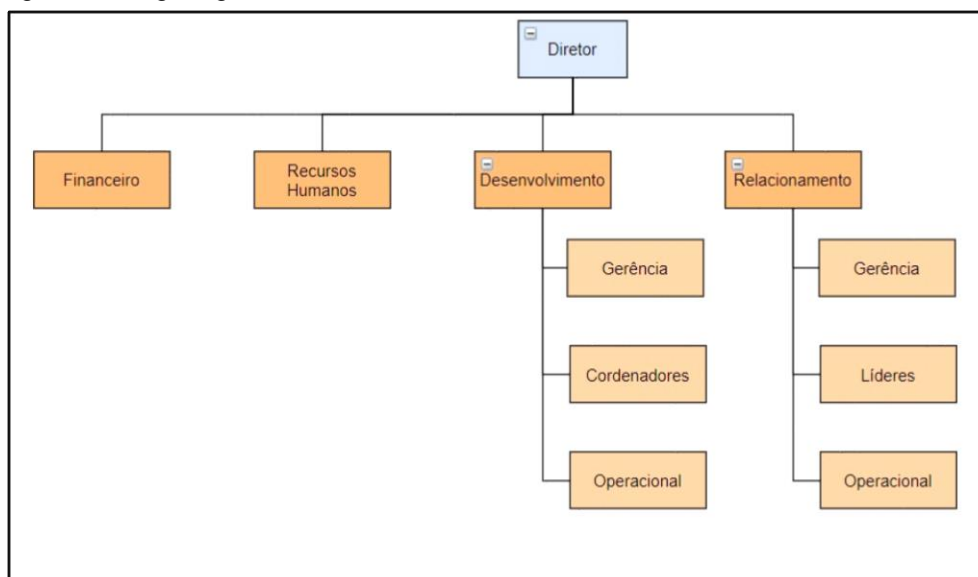 Diretor
Financeiro
Recursos
Humanos
Desenvolvimento
Relacionamento
Gerência
Gerência
Cordenadores
Líderes
Operacional
Operacional